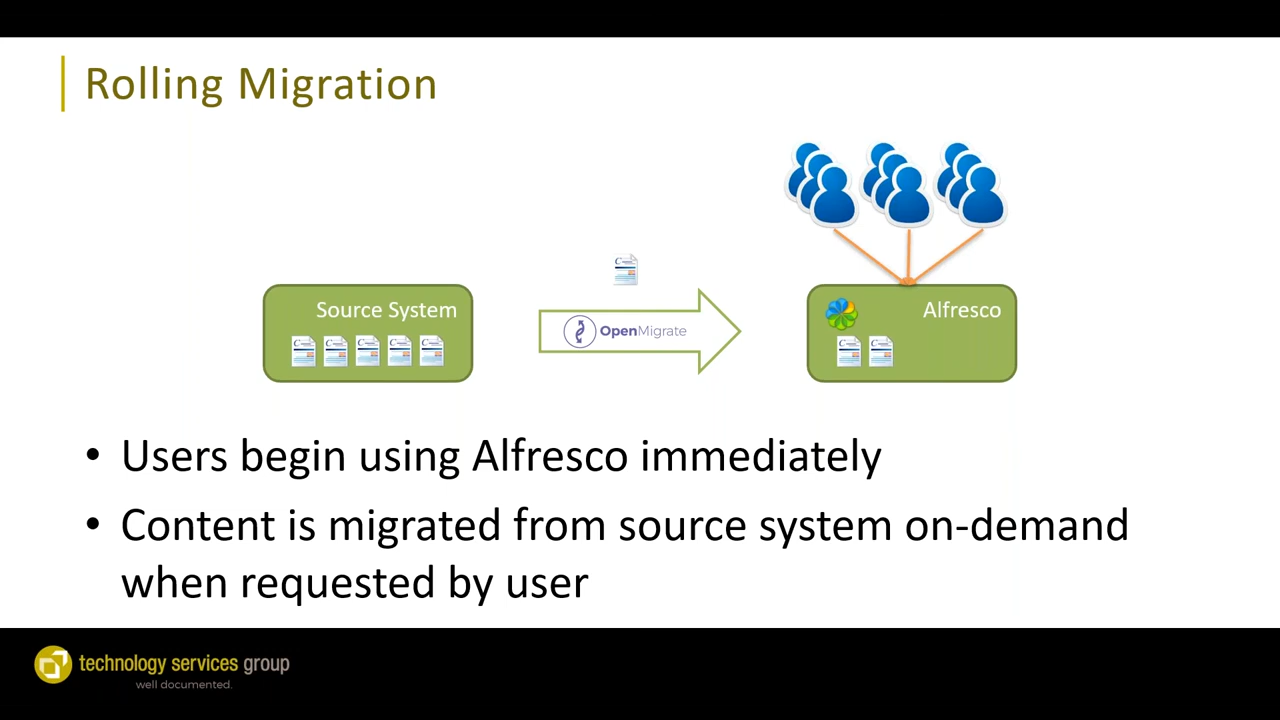 Rolling Migration
Source System
OpenMigrate
Alfresco
• Users begin using Alfresco immediately
• Content is migrated from source system on-demand
when requested by user
technology services group
well documented.